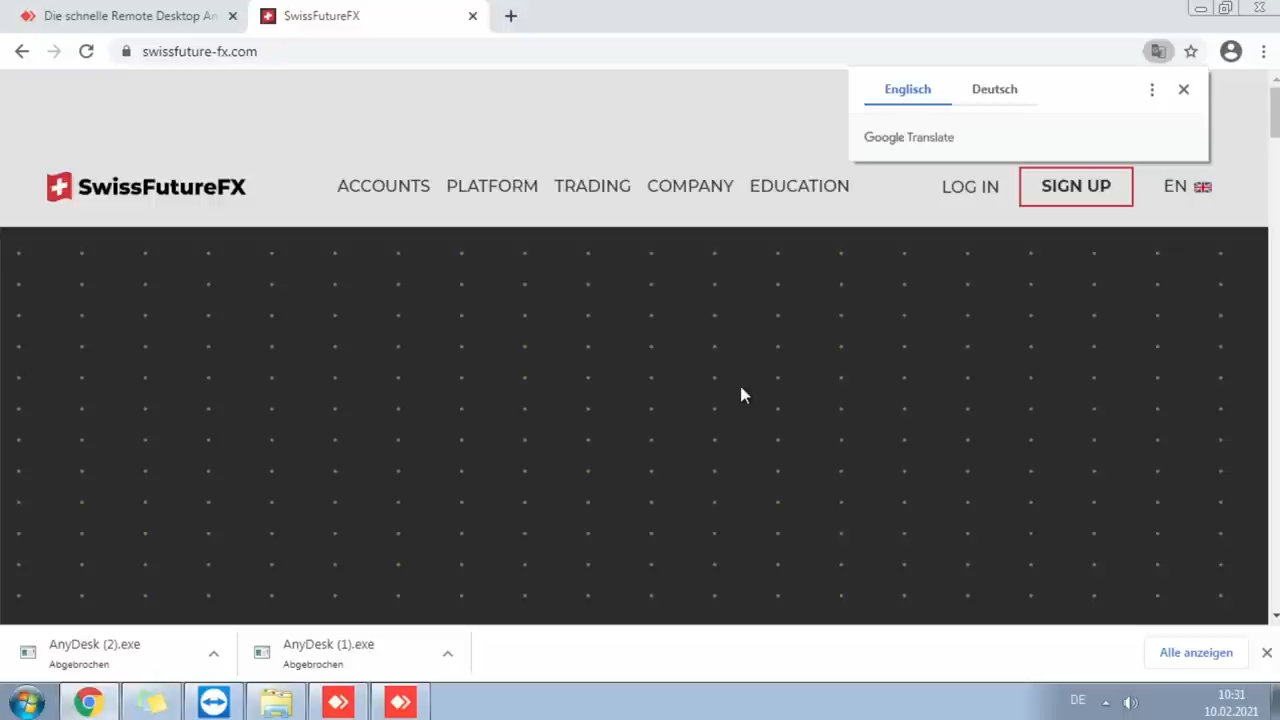 Die schnelle Remote Desktop An
SwissFutureFX
swissfuture-fx.com
Englisch
Deutsch
Google Translate
SwissFutureFX
ACCOUNTS
PLATFORM
TRADING
COMPANY
EDUCATION
LOG IN
SIGN UP
EN
AnyDesk (2).exe
Abgebrochen
AnyDesk (1).exe
Abgebrochen
Alle anzeigen
DE
10:31
10.02.2021